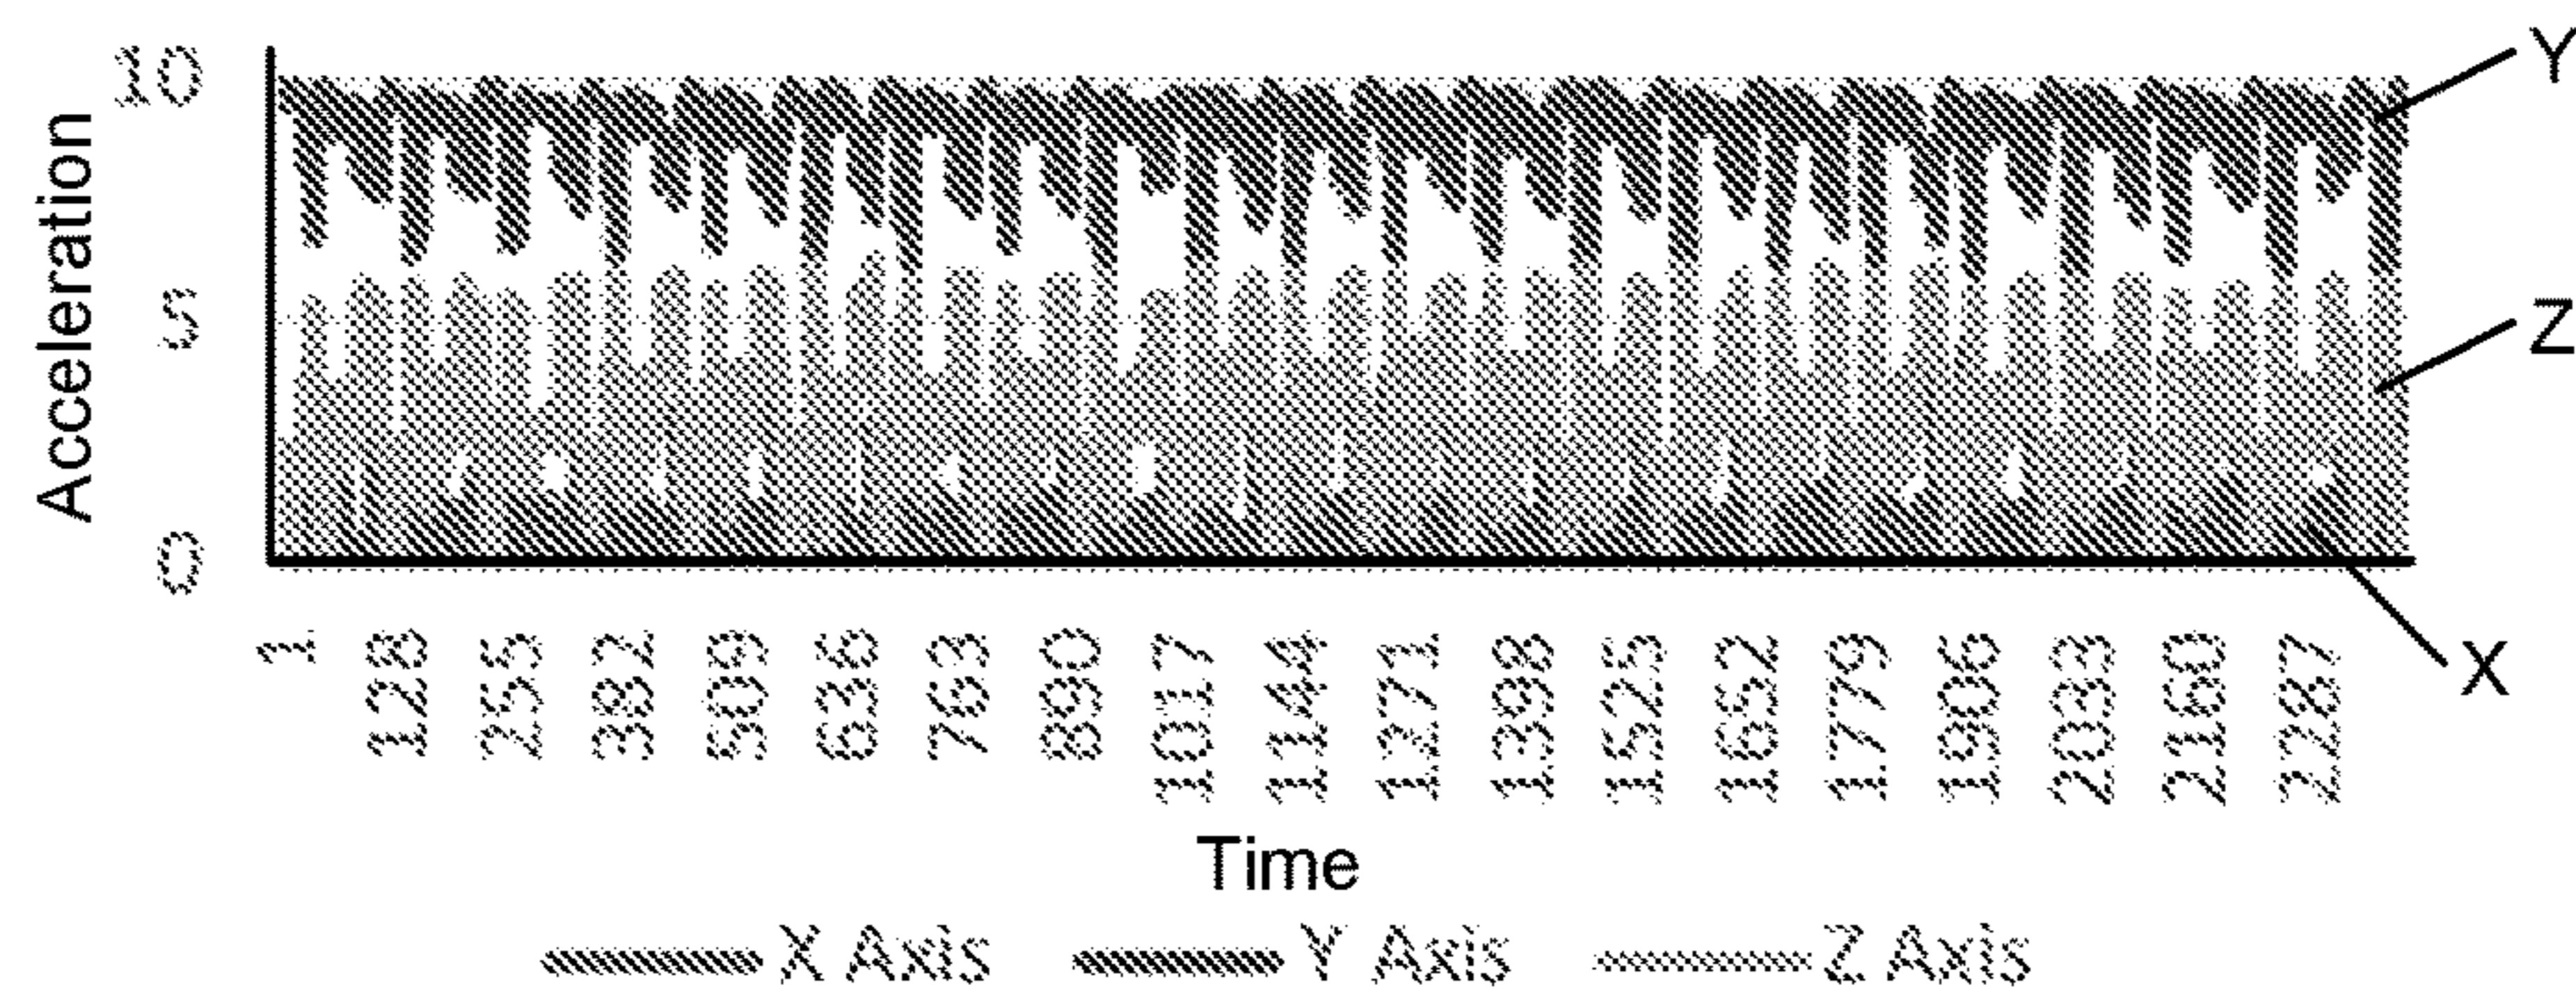 10
Y
Acceleration
5
Z
0
1 128 255 382 509 636 763 890 1017 1144 1271 1398 1525 1652 1779 1906 2033 2160 2287
X
Time
X Axis Y Axis Z Axis